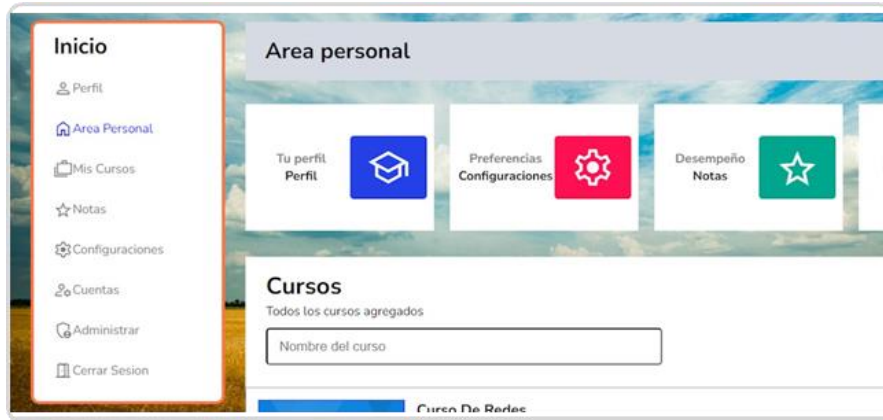 Inicio
Perfil
Area Personal
Mis Cursos
Notas
Configuraciones
Cuentas
Administrar
Cerrar Sesion
Area personal
Tu perfil
Perfil
Preferencias
Configuraciones
Desempeño
Notas
Cursos
Todos los cursos agregados
Nombre del curso
Curso De Redes